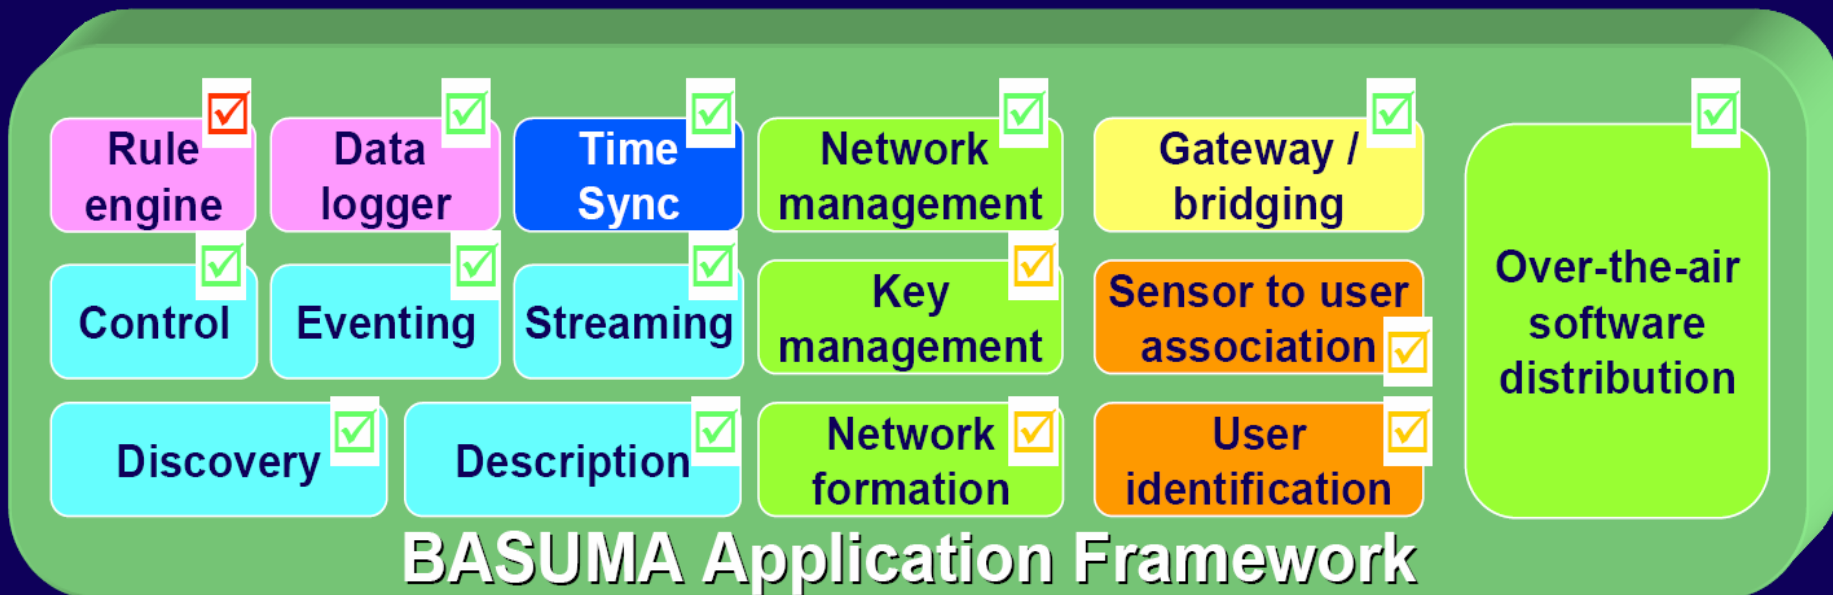 Rule
engine
Data
logger
Time
Sync
Network
management
Gateway /
bridging
Over-the-air
software
distribution
Control
Eventing
Streaming
Key
management
Sensor to user
association
Discovery
Description
Network
formation
User
identification
BASUMA Application Framework